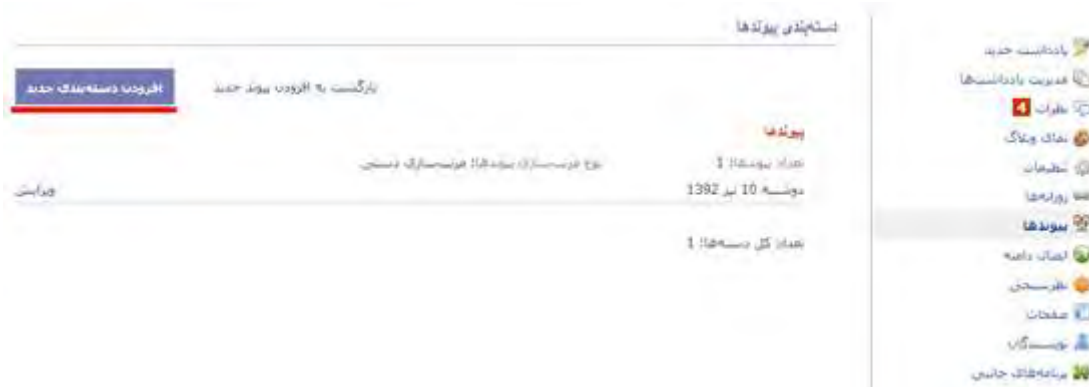 دسته‌بندی پیوندها
بازگشت به افزودن پیوند جدید
افزودن دسته‌بندی جدید
پیوندها
تعداد پیوندها: 1
نوع مرتب‌سازی پیوندها: مرتب‌سازی دستی
دوشنبه 10 تیر 1392
ویرایش
تعداد کل دسته‌ها: 1
یادداشت جدید
مدیریت یادداشت‌ها
نظرات 4
نمای وبلاگ
تنظیمات
روزانه‌ها
پیوندها
اتصال دامنه
نظرسنجی
صفحات
نویسندگان
برنامه‌های جانبی